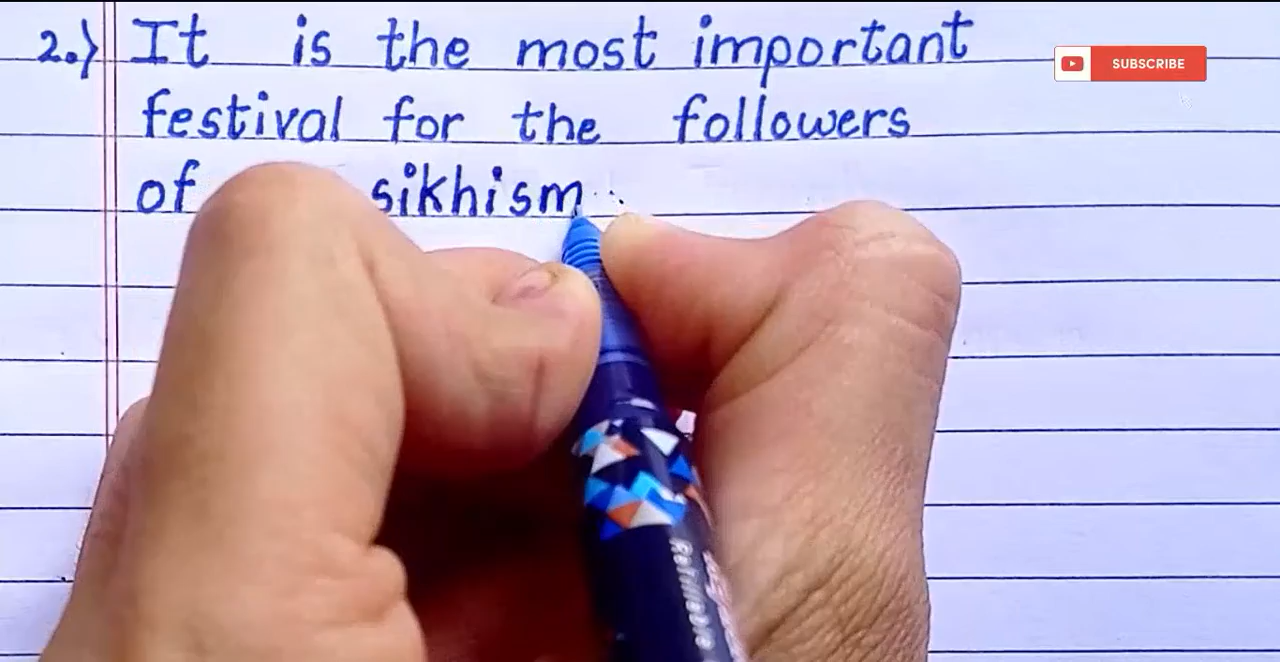 2.) It is the most important
SUBSCRIBE
festival for the followers
of sikhism